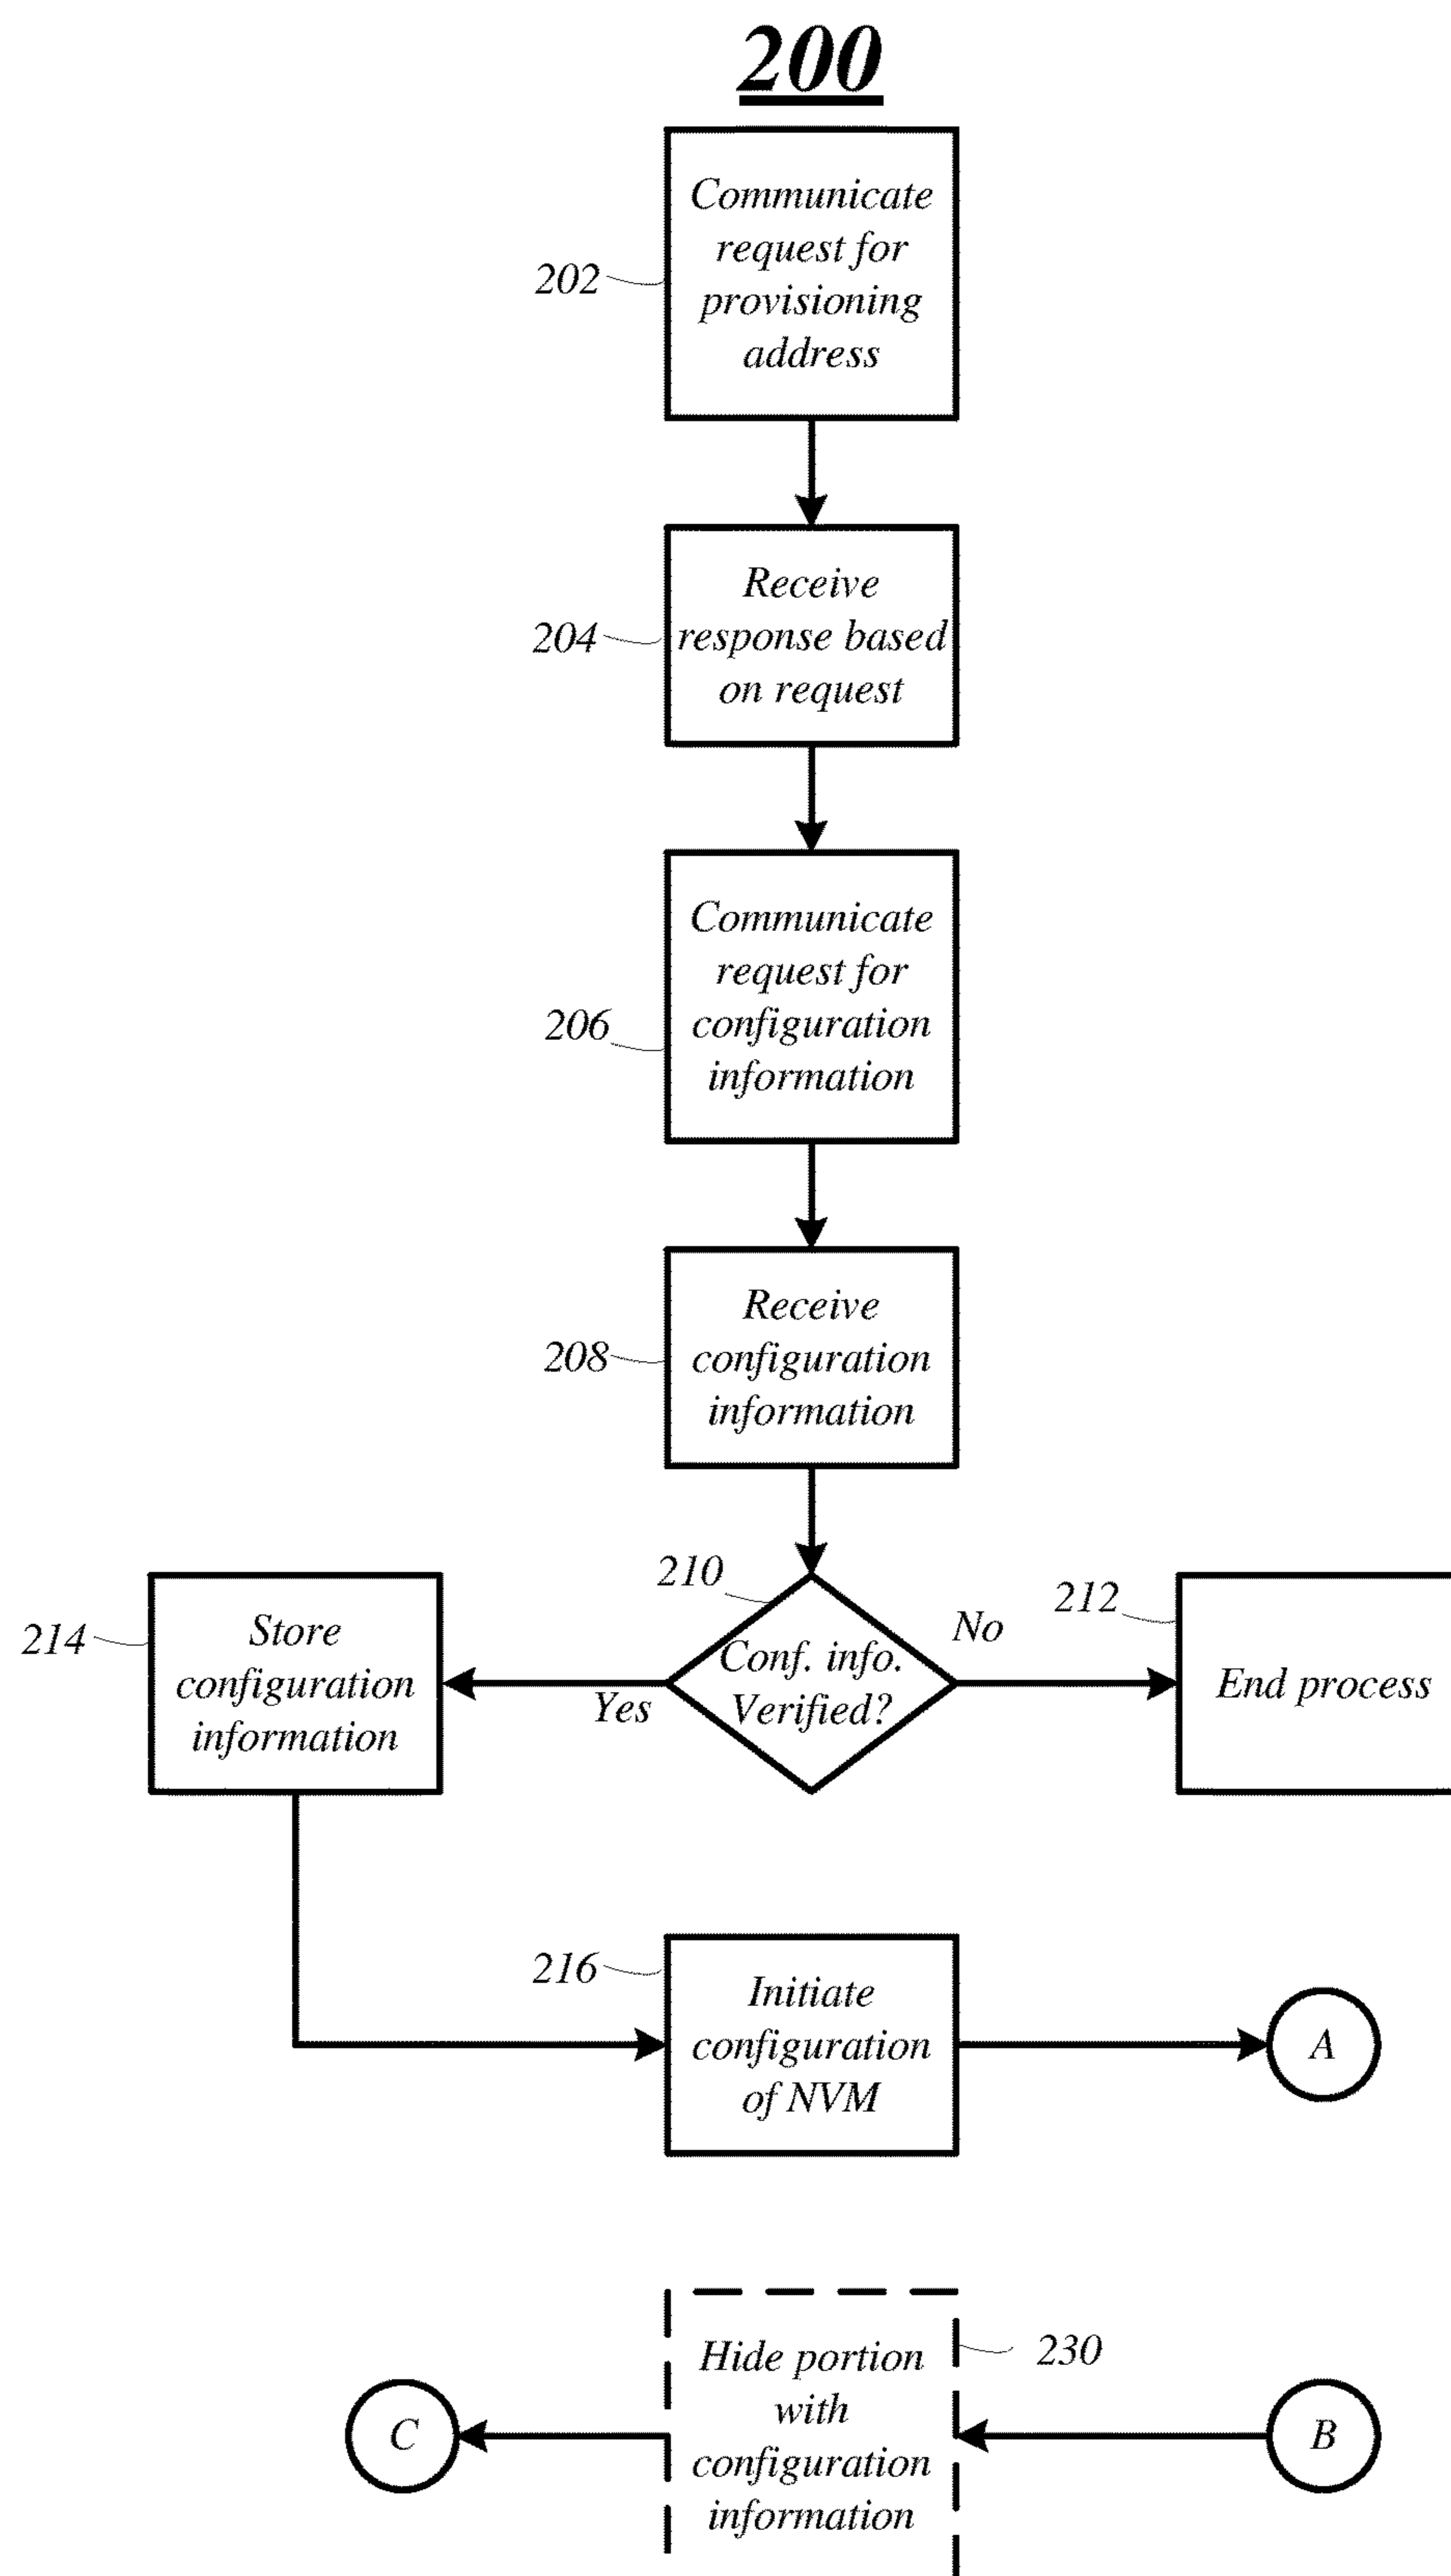 200
Communicate
request for
provisioning
address
202
Receive
response based
on request
204
Communicate
request for
configuration
information
206
Receive
configuration
information
208
210
Conf. info.
Verified?
No
Yes
212
End process
214
Store
configuration
information
216
Initiate
configuration
of NVM
A
230
Hide portion
with
configuration
information
B
C